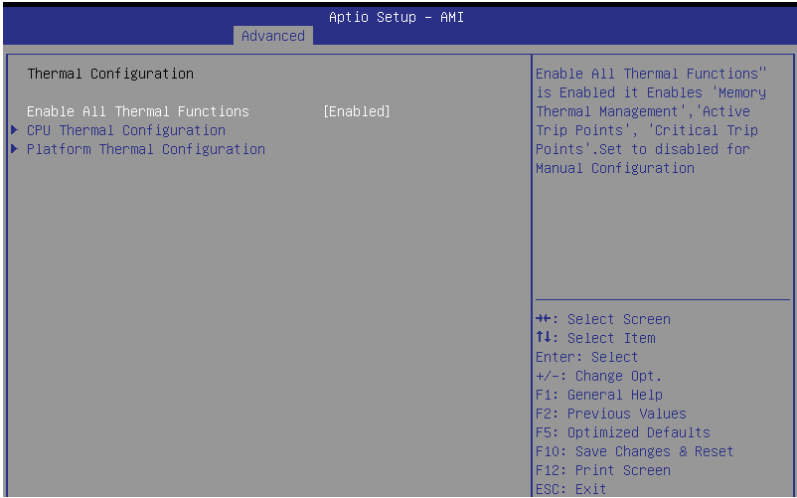 Aptio Setup - AMI
Advanced
Thermal Configuration
Enable All Thermal Functions [Enabled]
CPU Thermal Configuration
Platform Thermal Configuration
Enable All Thermal Functions"
is Enabled it Enables 'Memory
Thermal Management','Active
Trip Points', 'Critical Trip
Points'.Set to disabled for
Manual Configuration
→←: Select Screen
↑↓: Select Item
Enter: Select
+/-: Change Opt.
F1: General Help
F2: Previous Values
F5: Optimized Defaults
F10: Save Changes & Reset
F12: Print Screen
ESC: Exit